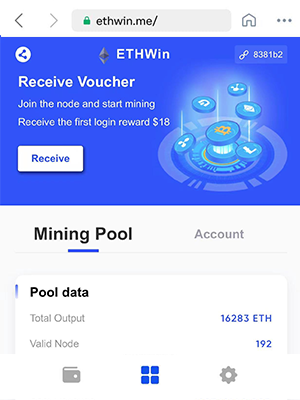 ethwin.me/
ETHWin
8381b2
Receive Voucher
Join the node and start mining
Receive the first login reward $18
Receive
Mining Pool
Account
Pool data
Total Output
16283 ETH
Valid Node
192